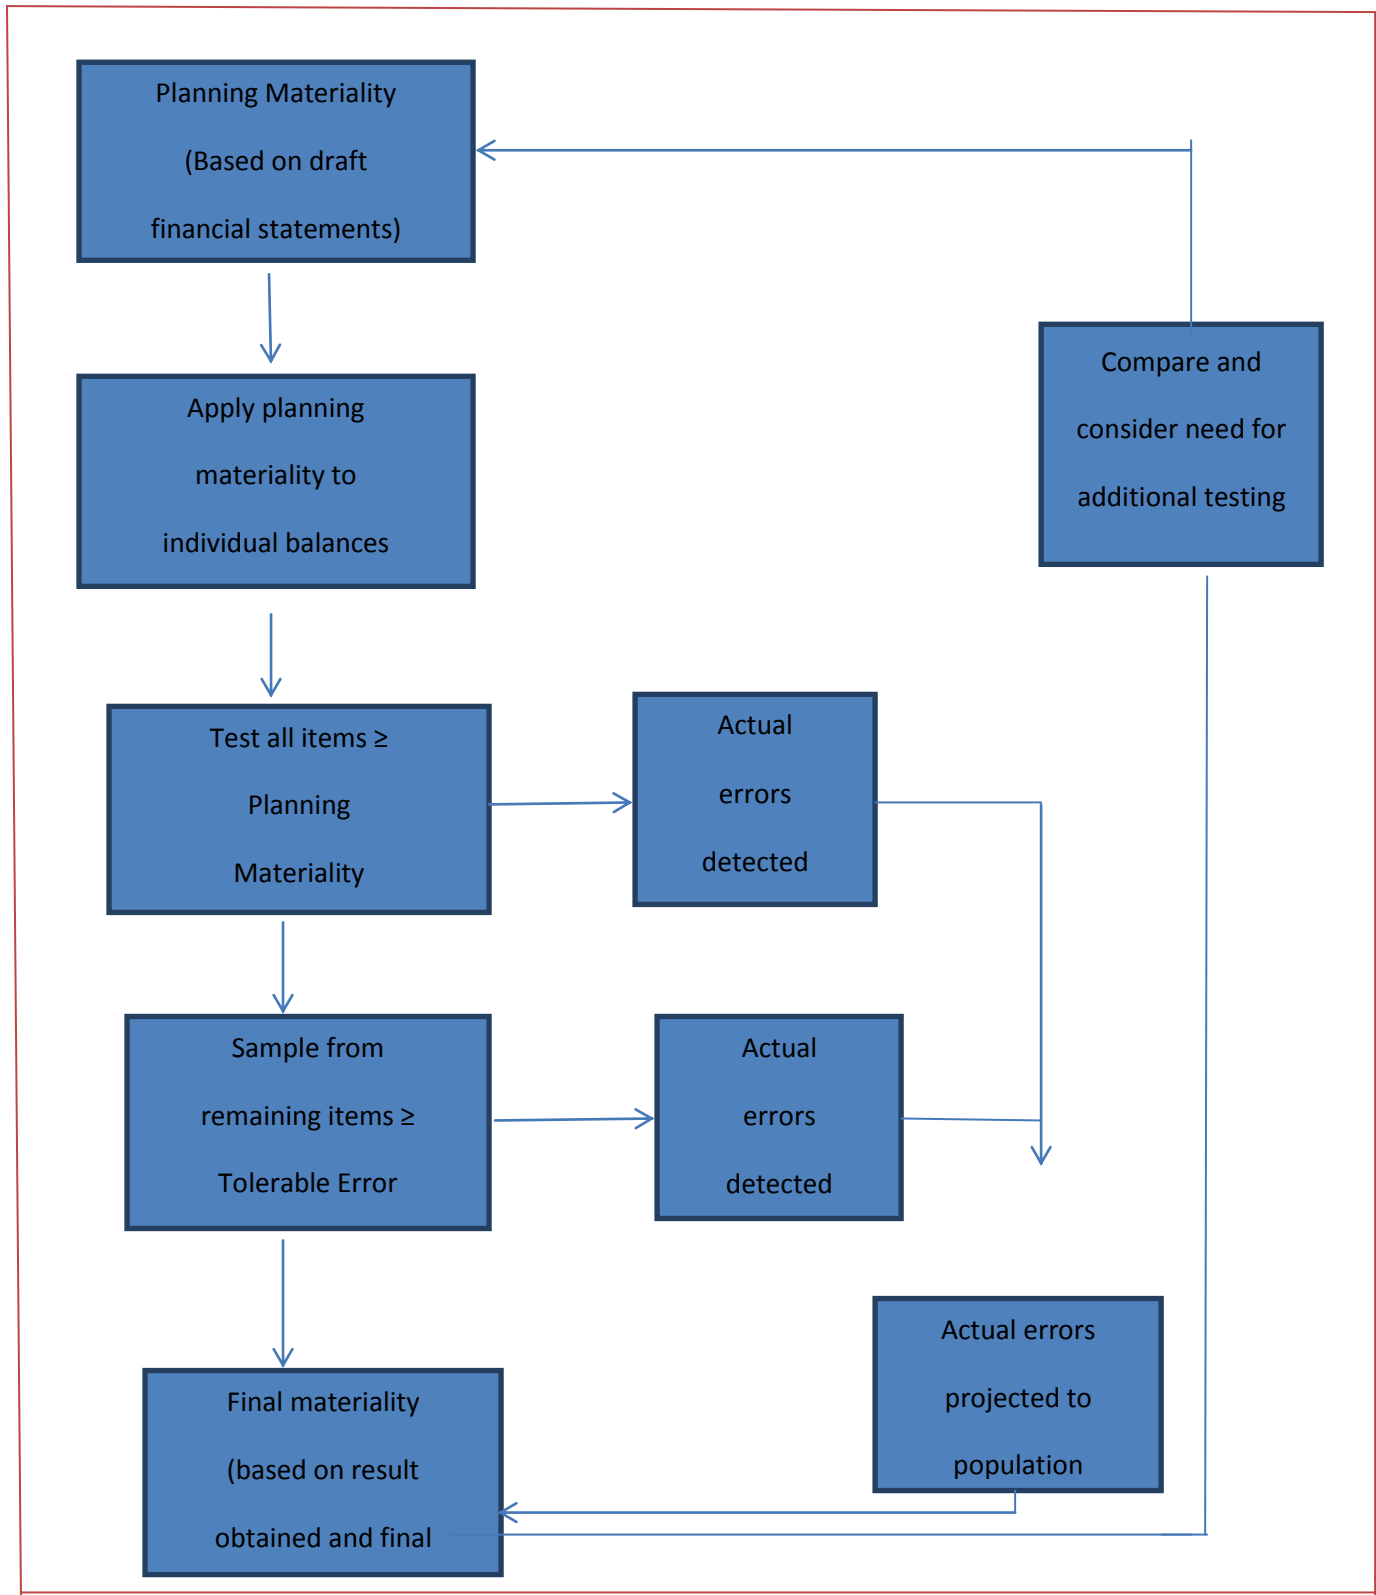 Planning Materiality
(Based on draft
financial statements)
Compare and
consider need for
additional testing
Apply planning
materiality to
individual balances
Test all items ≥
Planning
Materiality
Actual
errors
detected
Sample from
remaining items ≥
Tolerable Error
Actual
errors
detected
Actual errors
projected to
population
Final materiality
(based on result
obtained and final